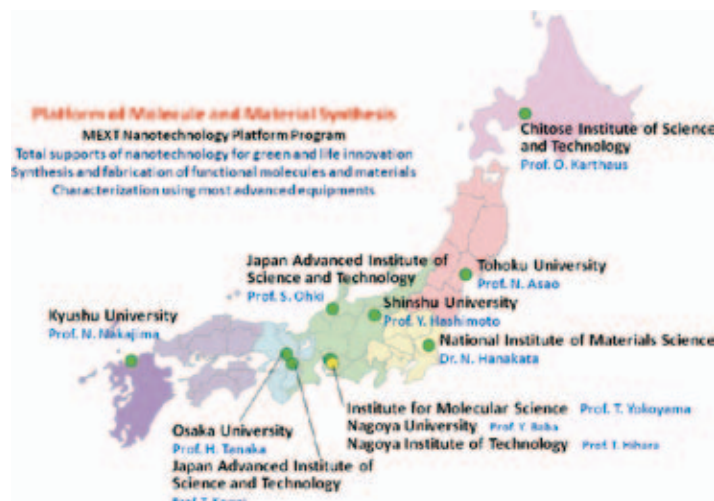 Platform of Molecule and Material Synthesis
MEXT Nanotechnology Platform Program
Total supports of nanotechnology for green and life innovation
Synthesis and fabrication of functional molecules and materials
Characterization using most advanced equipments
Chitose Institute of Science
and Technology
Prof. O. Karthaus
Japan Advanced Institute of
Science and Technology
Prof. S. Ohki
Tohoku University
Prof. N. Asao
Shinshu University
Prof. Y. Hashimoto
Kyushu University
Prof. N. Nakajima
National Institute of Materials Science
Dr. N. Hanakata
Institute for Molecular Science Prof. T. Yokoyama
Nagoya University Prof. Y. Baba
Nagoya Institute of Technology Prof. T. Hihara
Osaka University
Prof. H. Tanaka
Japan Advanced Institute of
Science and Technology